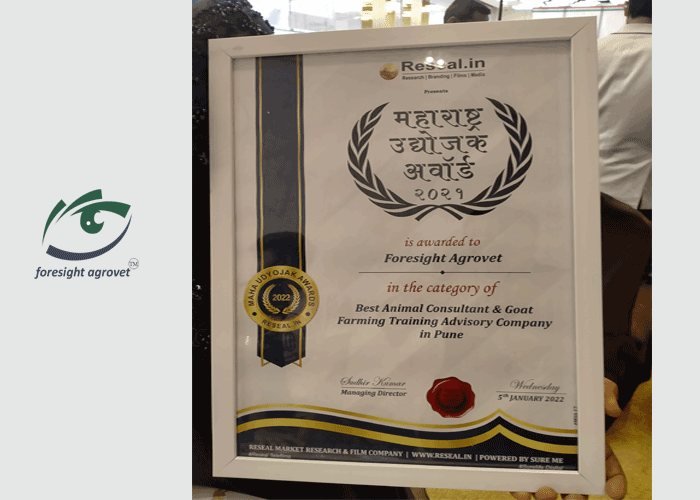 foresight agrovet
TM
Reseal.in
Research | Branding | Films | Media
Presents
महाराष्ट्र
उद्योजक
अवॉर्ड
२०२१
is awarded to
Foresight Agrovet
in the category of
Best Animal Consultant & Goat
Farming Training Advisory Company
in Pune
MAHA UDYOJAK AWARDS
2022
RESEAL.IN
Sudhir Kumar
Managing Director
Wednesday
5th JANUARY 2022
RESEAL MARKET RESEARCH & FILM COMPANY | WWW.RESEAL.IN | POWERED BY SURE ME